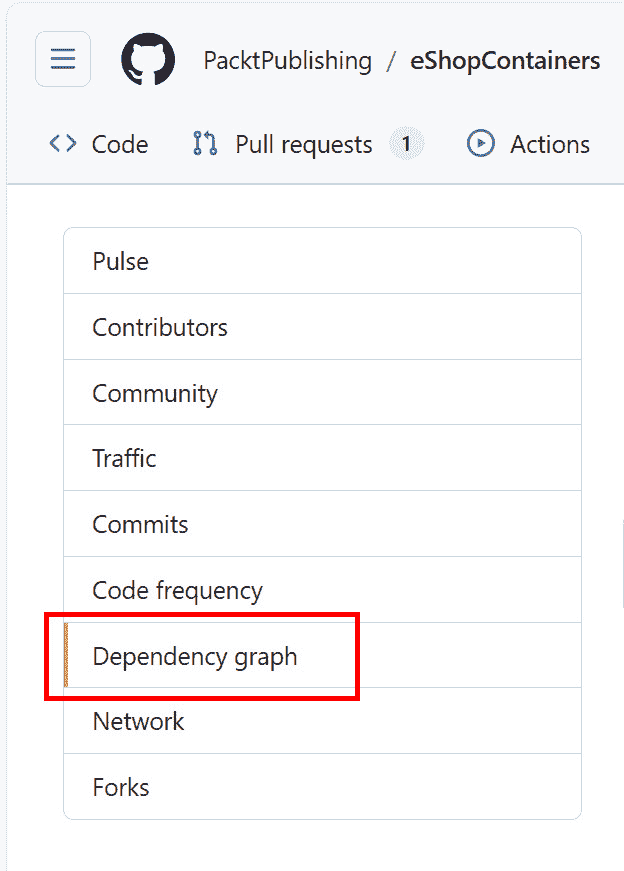 PacktPublishing / eShopContainers
Code Pull requests 1 Actions
Pulse
Contributors
Community
Traffic
Commits
Code frequency
Dependency graph
Network
Forks